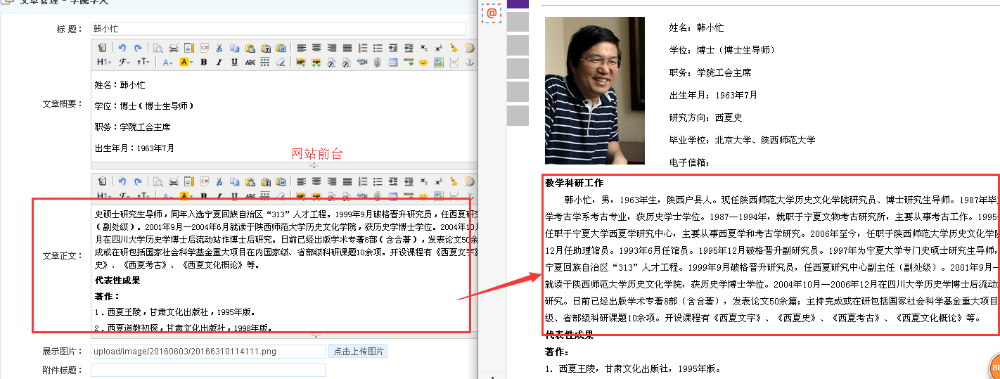 文章管理 - 学院学人
标 题：
韩小忙
文章概要：
姓名：韩小忙
学位：博士（博士生导师）
职务：学院工会主席
出生年月：1963年7月
网站前台
文章正文：
史硕士研究生导师，同年入选宁夏回族自治区“313”人才工程。1999年9月破格晋升研究员，任西夏研
（副处级）。2001年9月—2004年6月就读于陕西师范大学历史文化学院，获历史学博士学位。2004年10
月在四川大学历史学博士后流动站作博士后研究。日前已经出版学术专著8部（含合著），发表论文50余
成或在研包括国家社会科学基金重大项目在内国家级、省部级科研课题10余项。开设课程有《西夏文字》
史》、《西夏考古》、《西夏文化概论》等。
代表性成果
著作：
1．西夏王陵，甘肃文化出版社，1995年版。
2．西夏道教初探，甘肃文化出版社，1998年版。
展示图片：
upload/image/20160603/20166310114111.png
点击上传图片
附件标题：
姓名：韩小忙
学位：博士（博士生导师）
职务：学院工会主席
出生年月：1963年7月
研究方向：西夏史
毕业学校：北京大学、陕西师范大学
电子信箱：
教学科研工作
韩小忙，男，1963年生，陕西户县人。现任陕西师范大学历史文化学院研究员、博士研究生导师。1987年毕
学考古学系考古专业，获历史学士学位。1987—1994年，就职于宁夏文物考古研究所，主要从事考古工作。1995
任职于宁夏大学西夏学研究中心，主要从事西夏学和考古学研究。2006年至今，任职于陕西师范大学历史文化学院
12月任助理馆员。1993年6月任馆员。1995年12月破格晋升副研究员。1997年为宁夏大学专门史硕士研究生导师，
宁夏回族自治区“313”人才工程。1999年9月破格晋升研究员，任西夏研究中心副主任（副处级）。2001年9月—
就读于陕西师范大学历史文化学院，获历史学博士学位。2004年10月—2006年12月在四川大学历史学博士后流动
研究。日前已经出版学术专著8部（含合著），发表论文50余篇；主持完成或在研包括国家社会科学基金重大项目
级、省部级科研课题10余项。开设课程有《西夏文字》、《西夏史》、《西夏考古》、《西夏文化概论》等。
代表性成果
著作：
1．西夏王陵，甘肃文化出版社，1995年版。